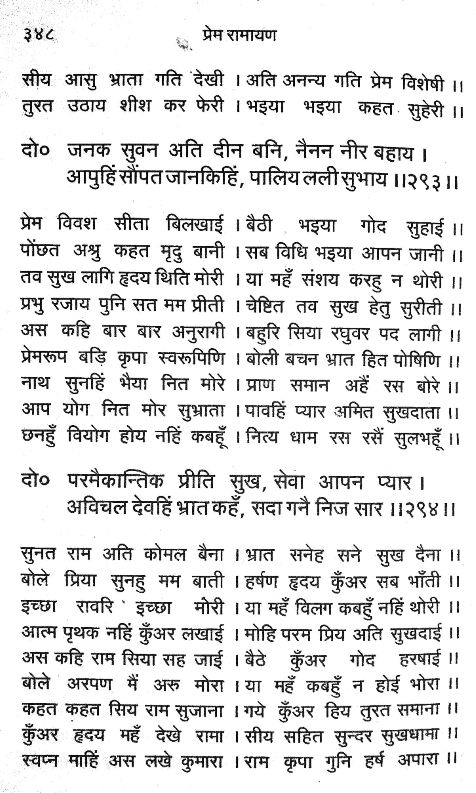 ३४८ प्रेम रामायण
सीय आसु भ्राता गति देखी । अति अनन्य गति प्रेम विशेषी ।।
तुरत उठाय शीश कर फेरी । भइया भइया कहत सुहेरी ।।
दो० जनक सुवन अति दीन बनि, नैनन नीर बहाय ।
आपुहिं सौंपत जानकिहिं, पालिय लली सुभाय ।।२९३।।
प्रेम विवश सीता बिलखाई । बैठी भइया गोद सुहाई ।।
पोंछत अश्रु कहत मृदु बानी । सब विधि भइया आपन जानी ।।
तव सुख लागि हृदय थिति मोरी । या महँ संशय करहु न थोरी ।।
प्रभु रजाय पुनि सत मम प्रीती । चेष्टित तव सुख हेतु सुरीती ।।
अस कहि बार बार अनुरागी । बहुरि सिया रघुवर पद लागी ।।
प्रेमरूप बड़ि कृपा स्वरूपिणि । बोली बचन भ्रात हित पोषिणि ।।
नाथ सुनहिं भैया नित मोरे । प्राण समान अहैं रस बोरे ।।
आप योग नित मोर सुभ्राता । पावहिं प्यार अमित सुखदाता ।।
छनहुँ वियोग होय नहिं कबहूँ । नित्य धाम रस रसैं सुलभहूँ ।।
दो० परमैकान्तिक प्रीति सुख, सेवा आपन प्यार ।
अविचल देवहिं भ्रात कहँ, सदा गनै निज सार ।।२९४।।
सुनत राम अति कोमल बैना । भ्रात सनेह सने सुख दैना ।।
बोले प्रिया सुनहु मम बाती । हर्षण हृदय कुँअर सब भाँती ।।
इच्छा रावरि इच्छा मोरी । या महँ विलग कबहुँ नहिं थोरी ।।
आत्म पृथक नहिं कुँअर लखाई । मोहि परम प्रिय अति सुखदाई ।।
अस कहि राम सिया सह जाई । बैठे कुँअर गोद हरषाई ।।
बोले अरपण मैं अरु मोरा । या महँ कबहुँ न होई भोरा ।।
कहत कहत सिय राम सुजाना । गये कुँअर हिय तुरत समाना ।।
कुँअर हृदय महँ देखे रामा । सीय सहित सुन्दर सुखधामा ।।
स्वप्न माहिं अस लखे कुमारा । राम कृपा गुनि हर्ष अपारा ।।